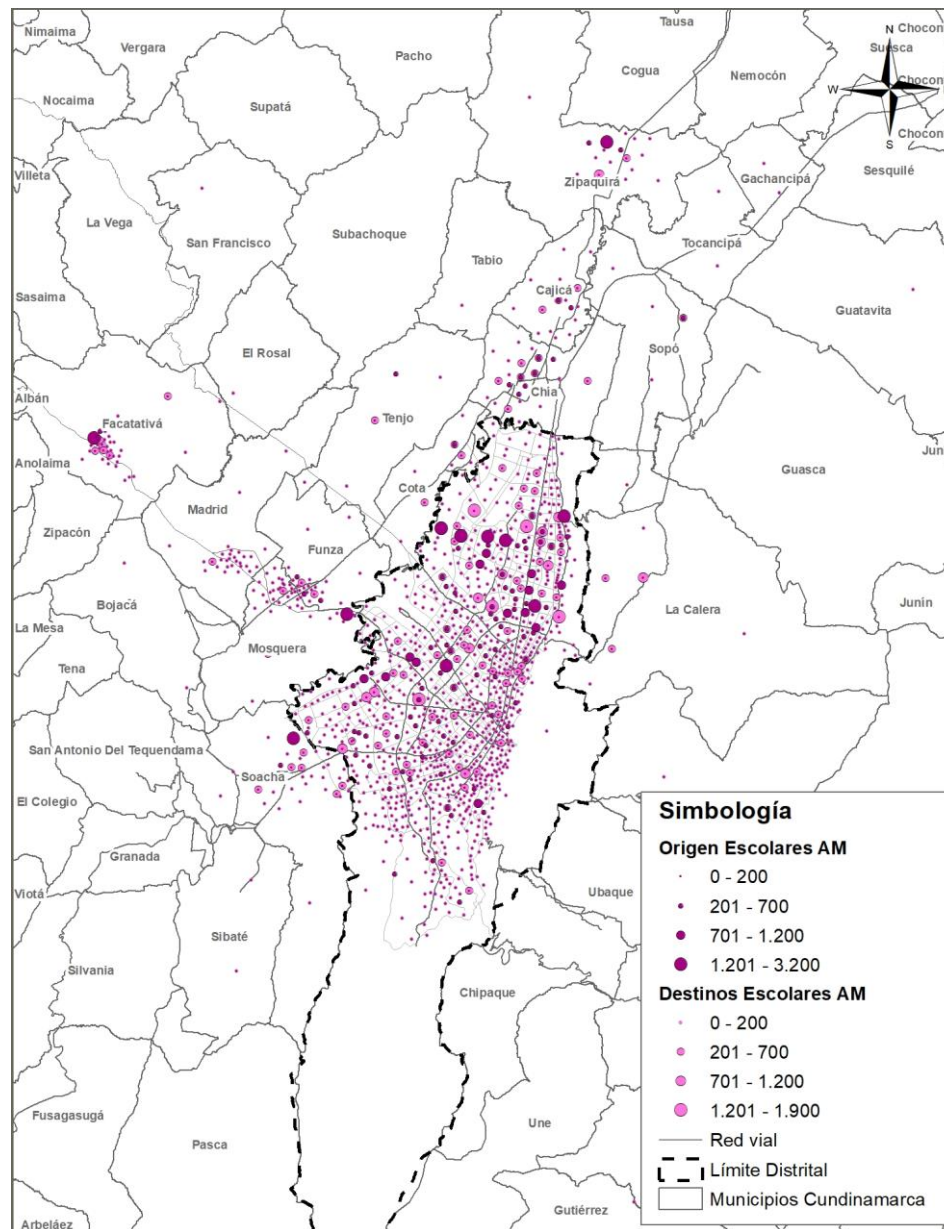 Nimaima
Vergara
Pacho
Tausa
Chocon
N
Suesca
Cogua
Nemocón
Chocon
W
Nocaima
Supatá
S
Chocon
Villeta
Zipaquirá
Gachancipá
Sesquilé
La Vega
San Francisco
Subachoque
Tocancipá
Tabio
Sasaima
Cajicá
Guatavita
El Rosal
Sopó
Albán
Chía
Facatativá
Tenjo
Jun
Anolaima
Guasca
Cota
Madrid
Zipacón
Funza
Bojacá
La Calera
Junin
La Mesa
Mosquera
Tena
San Antonio Del Tequendama
Soacha
El Colegio
Granada
Viotá
Ubaque
Sibaté
Silvania
Chipaque
Fusagasugá
Pasca
Une
Gutiérrez
Arbeláez
Simbología
Origen Escolares AM
0 - 200
201 - 700
701 - 1.200
1.201 - 3.200
Destinos Escolares AM
0 - 200
201 - 700
701 - 1.200
1.201 - 1.900
Red vial
Límite Distrital
Municipios Cundinamarca